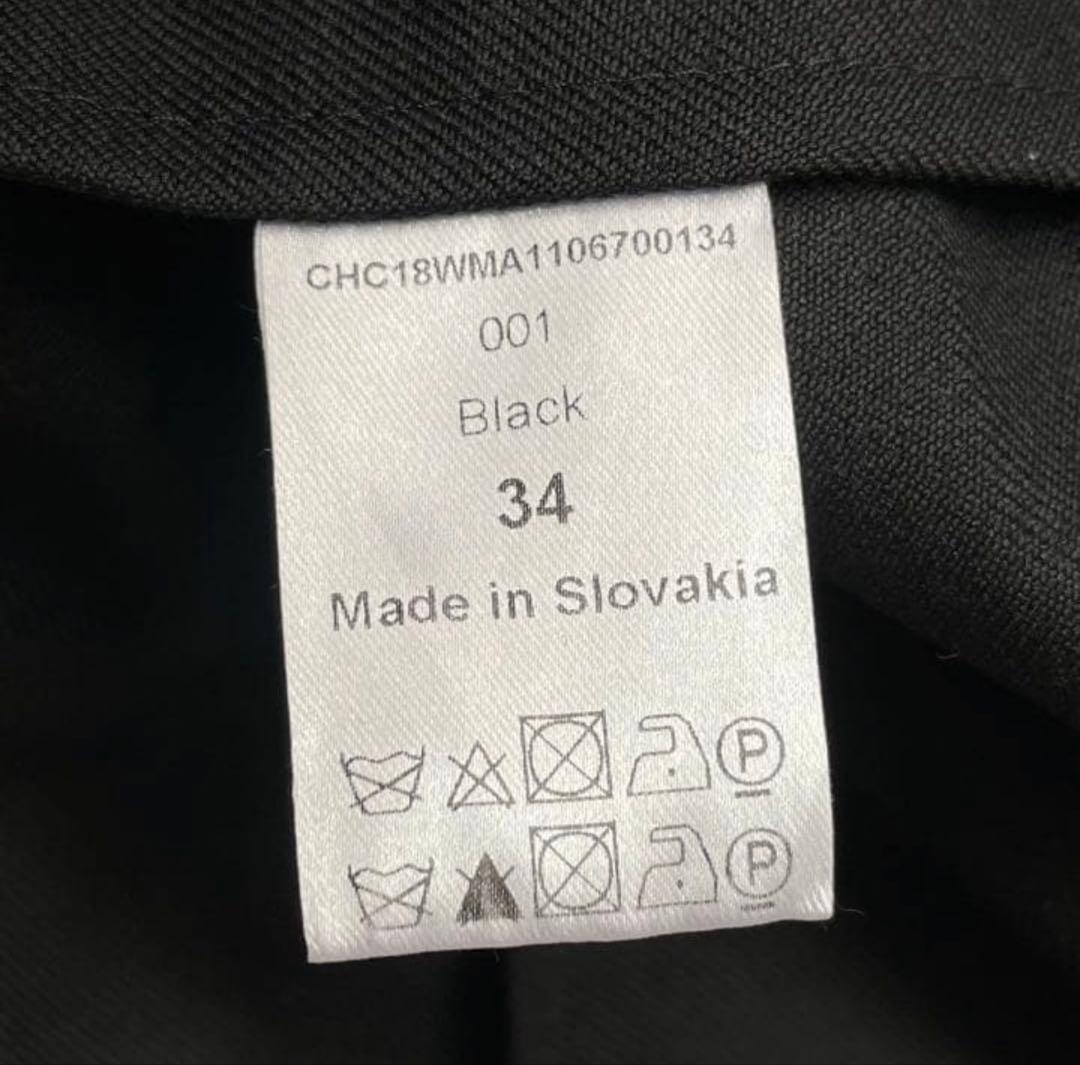 CHC18WMA1106700134
001
Black
34
Made in Slovakia
P
P